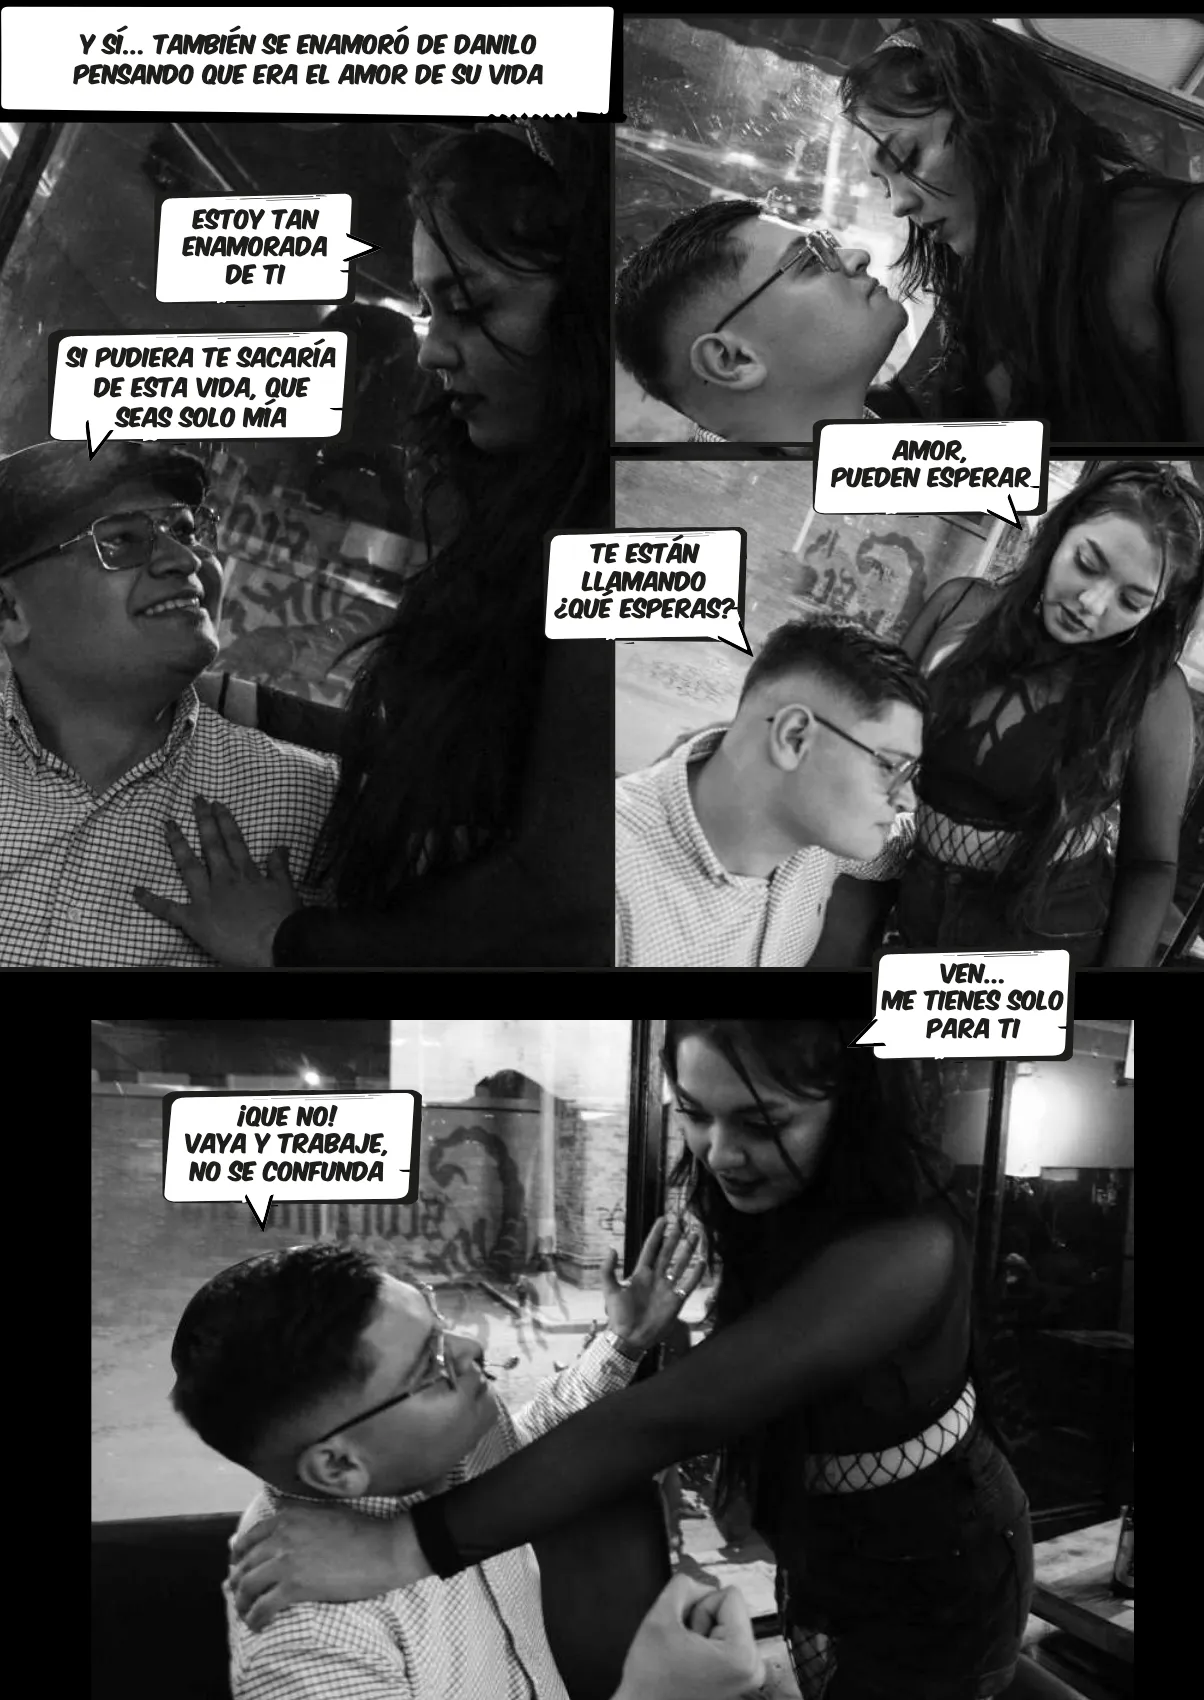 Y SÍ... TAMBIÉN SE ENAMORÓ DE DANILO
PENSANDO QUE ERA EL AMOR DE SU VIDA
ESTOY TAN
ENAMORADA
DE TI
SI PUDIERA TE SACARÍA
DE ESTA VIDA, QUE
SEAS SOLO MÍA
AMOR,
PUEDEN ESPERAR
TE ESTÁN
LLAMANDO
¿QUÉ ESPERAS?
VEN...
ME TIENES SOLO
PARA TI
¡QUE NO!
VAYA Y TRABAJE,
NO SE CONFUNDA